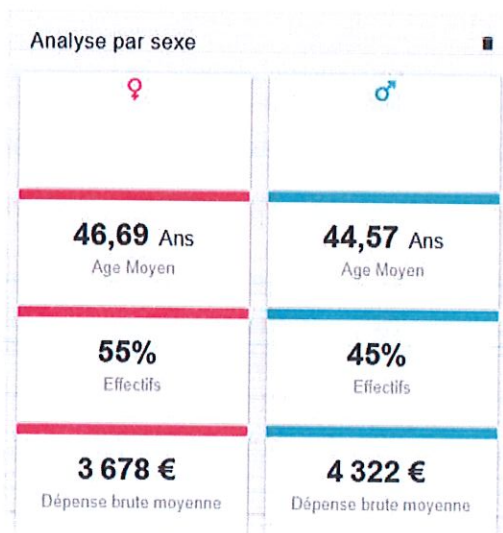 Analyse par sexe
♀
46,69 Ans
Age Moyen
55%
Effectifs
3 678 €
Dépense brute moyenne
♂
44,57 Ans
Age Moyen
45%
Effectifs
4 322 €
Dépense brute moyenne